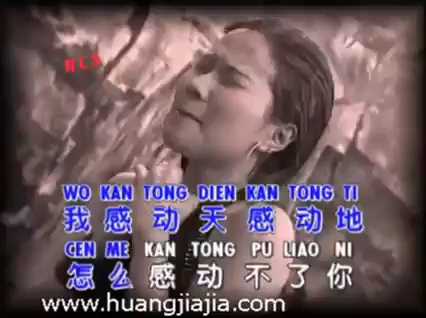 NCS
WO KAN TONG DIEN KAN TONG TI
我感动天感动地
CEN ME KAN TONG PU LIAO NI
怎么感动不了你
www.huangjiajia.com